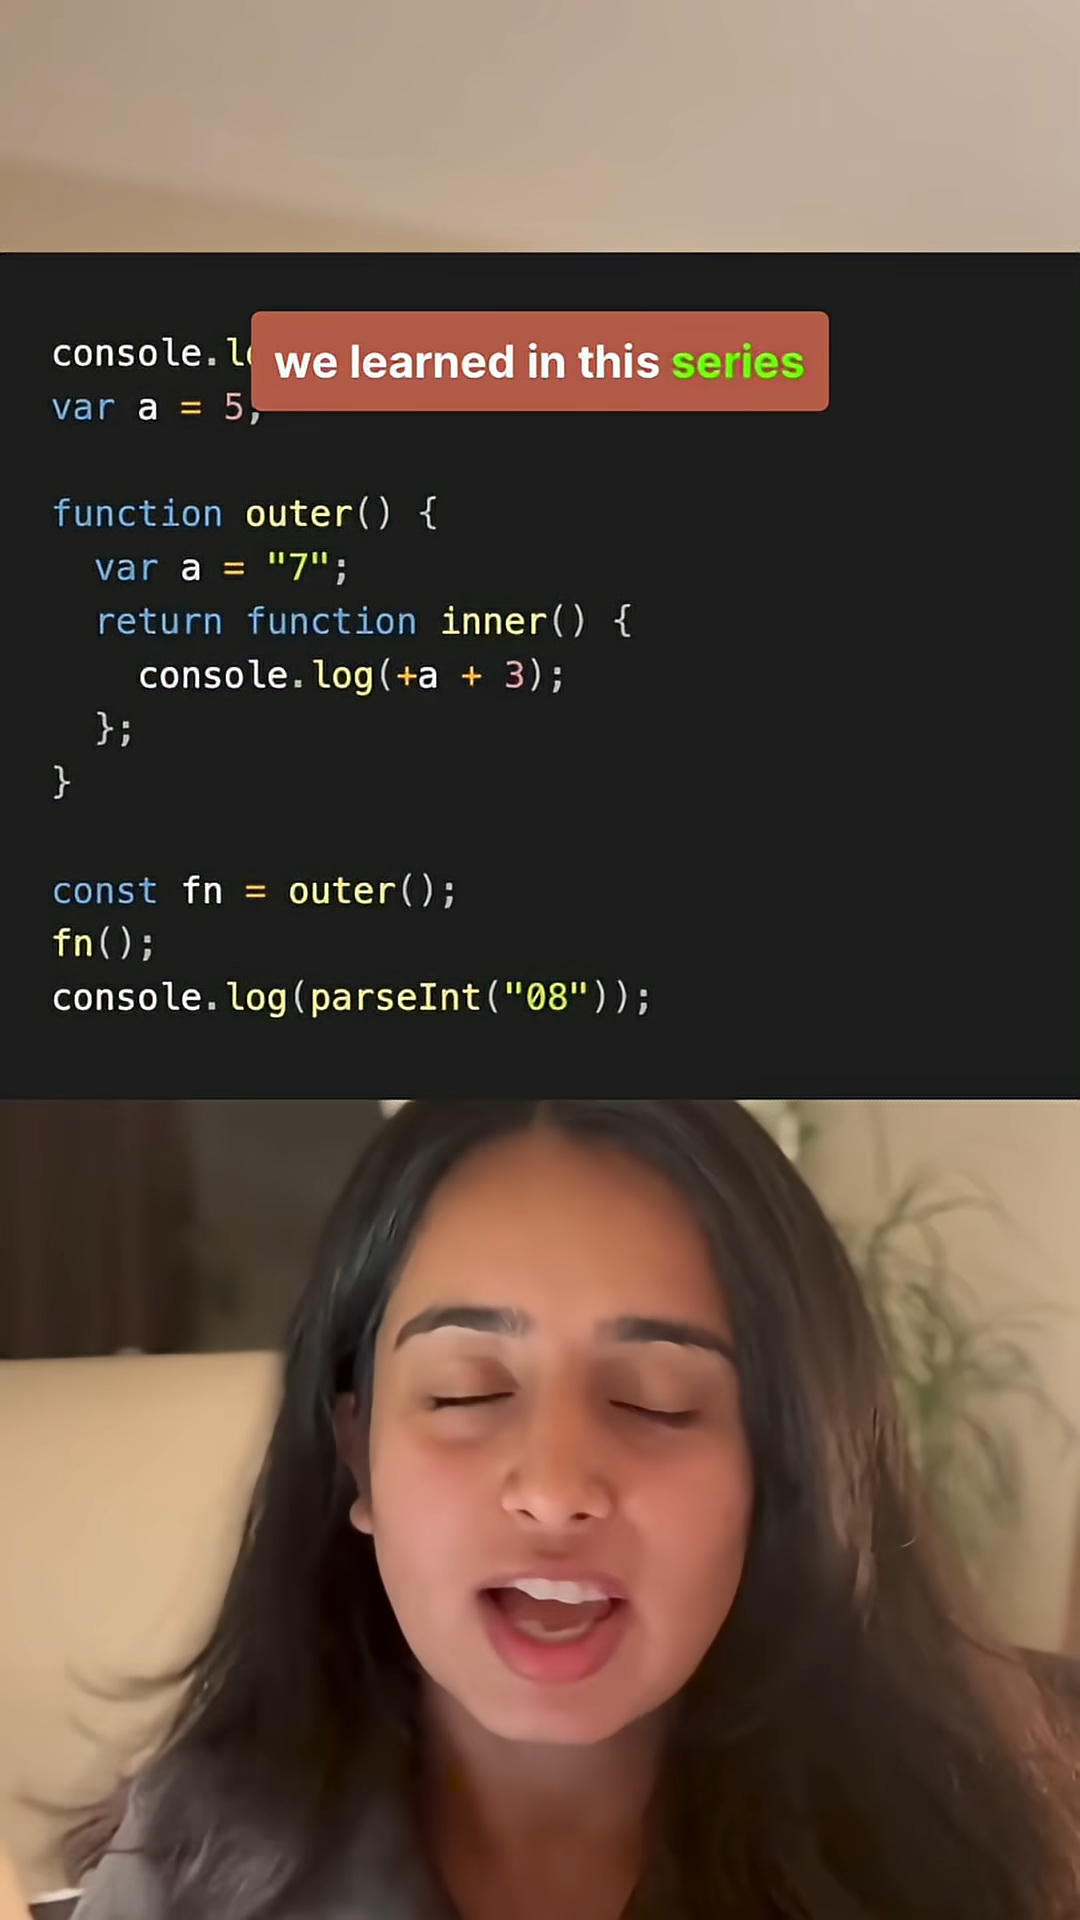 console.lo
we learned in this series
var a = 5;
function outer() {
var a = "7";
return function inner() {
console.log(+a + 3);
};
}
const fn = outer();
fn();
console.log(parseInt("08"));